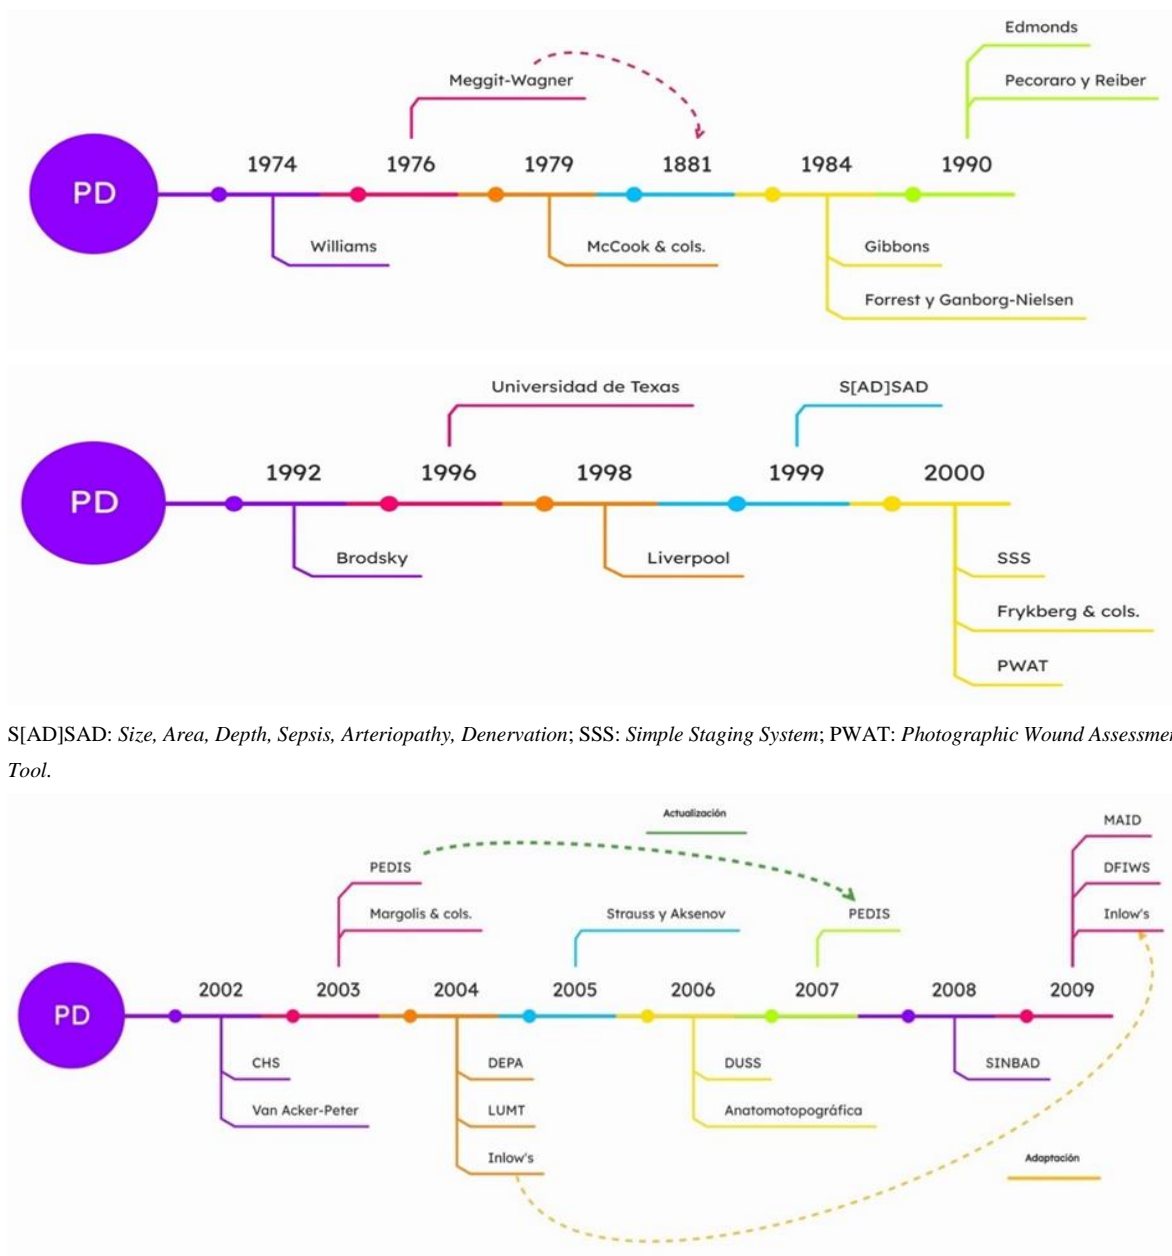 Edmonds
Meggit-Wagner
Pecoraro y Reiber
1974 1976 1979 1881 1984 1990
PD
Williams
McCook & cols.
Gibbons
Forrest y Ganborg-Nielsen
Universidad de Texas
S[AD]SAD
1992 1996 1998 1999 2000
PD
Brodsky
Liverpool
SSS
Frykberg & cols.
PWAT
S[AD]SAD: Size, Area, Depth, Sepsis, Arteriopathy, Denervation; SSS: Simple Staging System; PWAT: Photographic Wound Assessme
Tool.
Actualización
MAID
PEDIS
DFIWS
Margolis & cols.
Strauss y Aksenov
PEDIS
Inlow's
2002 2003 2004 2005 2006 2007 2008 2009
PD
CHS
DEPA
DUSS
SINBAD
Van Acker-Peter
LUMT
Anatomotopográfica
Inlow's
Adaptación